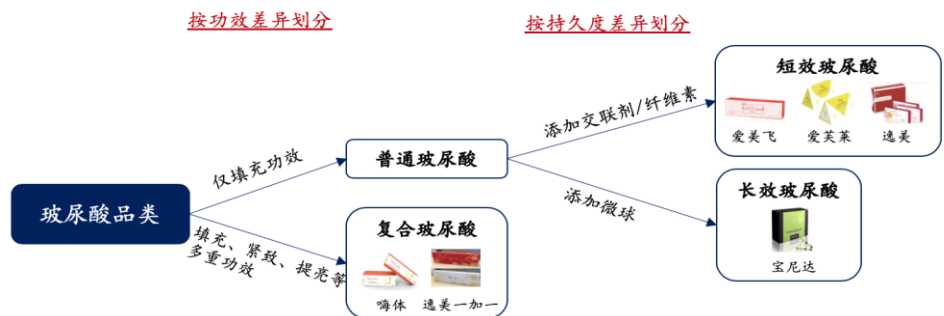 按功效差异划分
按持久度差异划分
玻尿酸品类
仅填充功效
填充、紧致、提亮等
多重功效
普通玻尿酸
复合玻尿酸
嗨体
逸美一加一
添加交联剂/纤维素
添加微球
短效玻尿酸
爱美飞
爱芙莱
逸美
长效玻尿酸
宝尼达